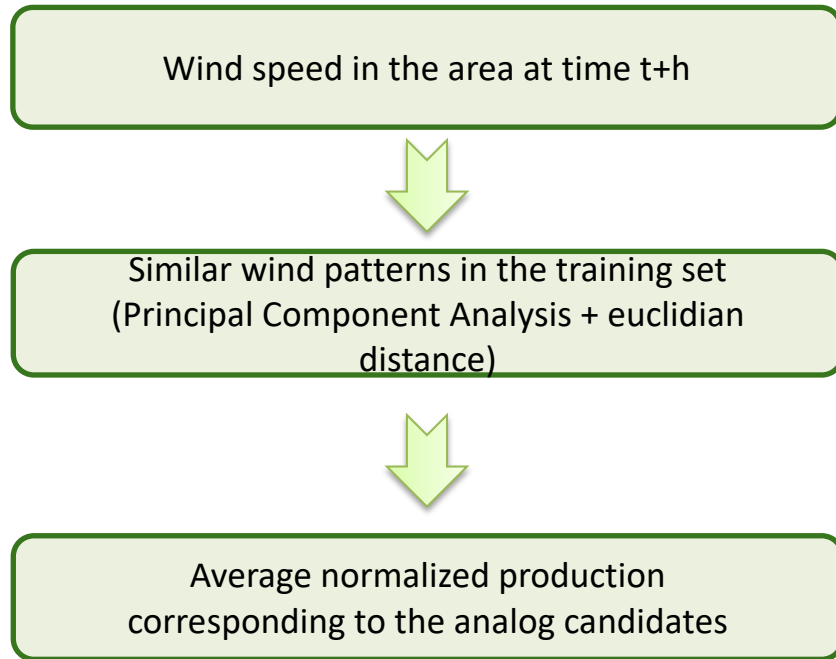 Wind speed in the area at time t+h
Similar wind patterns in the training set
(Principal Component Analysis + euclidian
distance)
Average normalized production
corresponding to the analog candidates